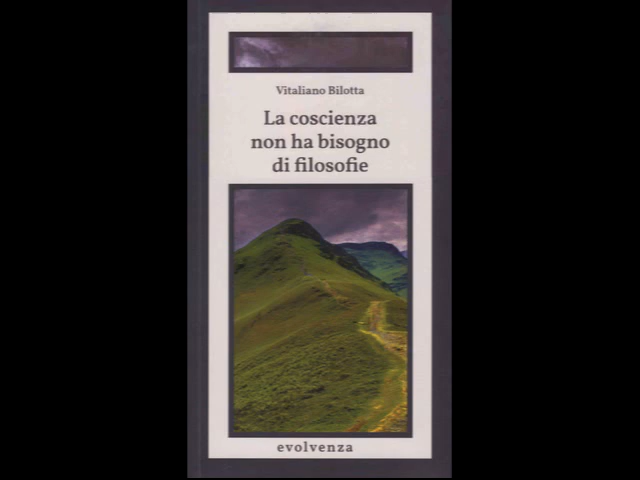 Vitaliano Bilotta
La coscienza
non ha bisogno
di filosofie
evolvenza